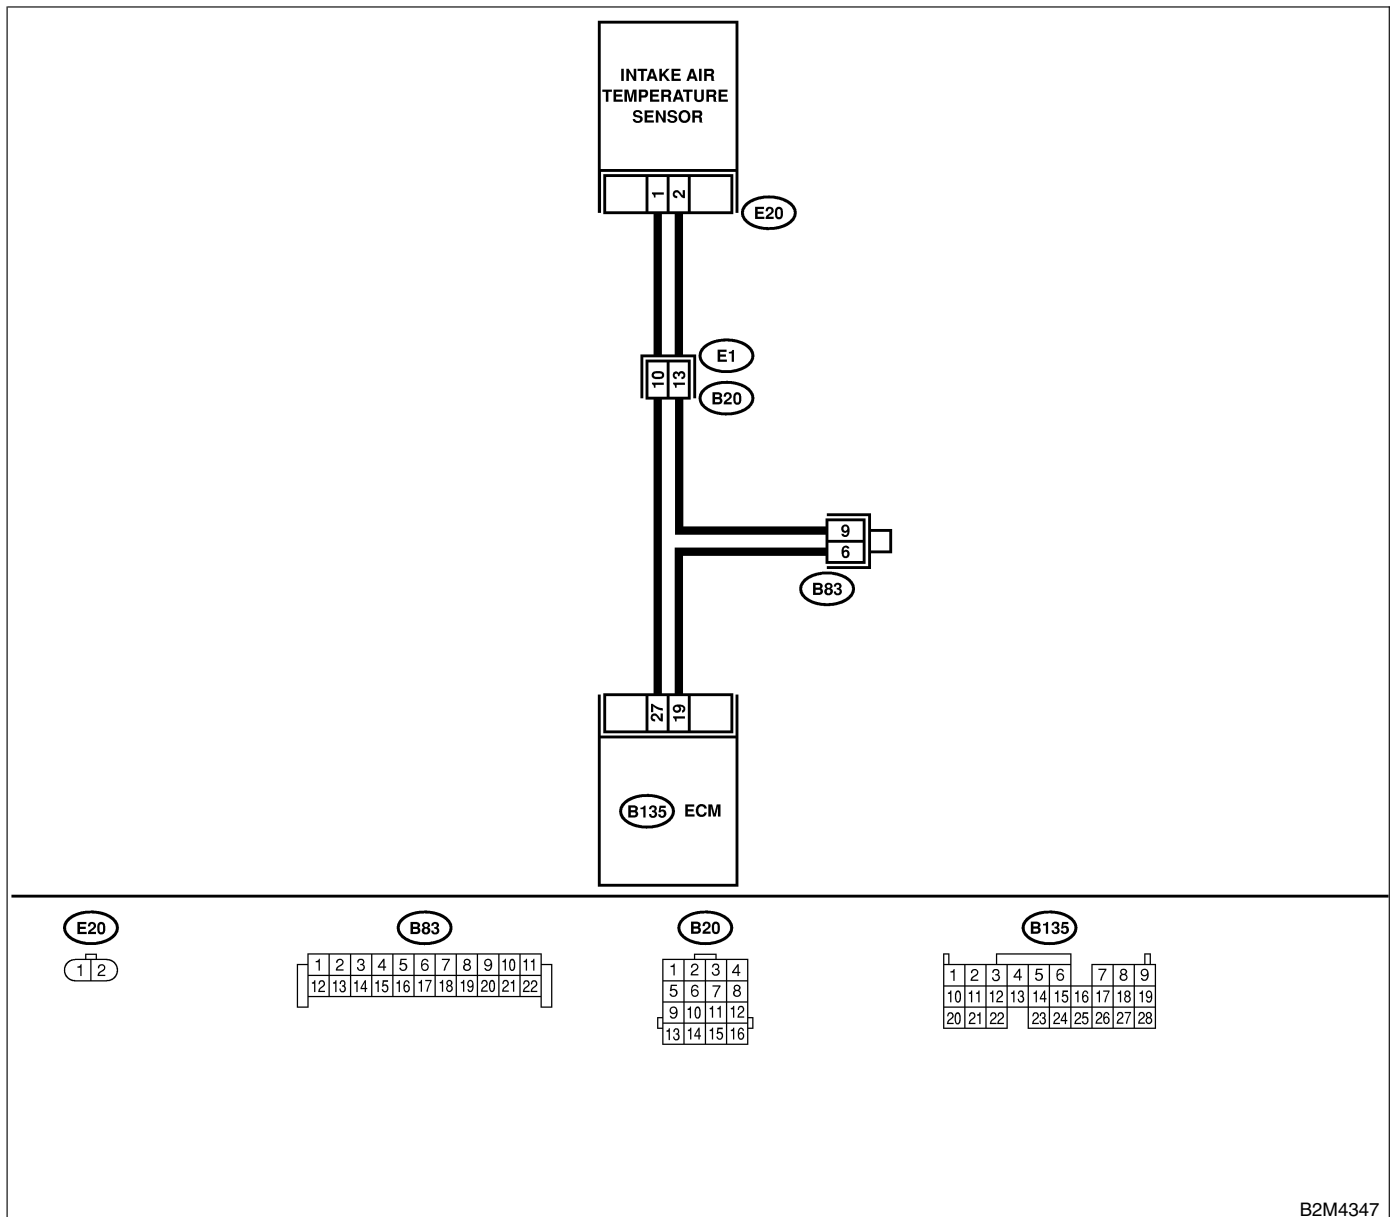 INTAKE AIR
TEMPERATURE
SENSOR
1 2
E20
E1
10 13
B20
9
6
B83
27 19
B135 ECM
E20
1 2
B83
1 2 3 4 5 6 7 8 9 10 11
12 13 14 15 16 17 18 19 20 21 22
B20
1 2 3 4
5 6 7 8
9 10 11 12
13 14 15 16
B135
1 2 3 4 5 6 7 8 9
10 11 12 13 14 15 16 17 18 19
20 21 22 23 24 25 26 27 28
B2M4347